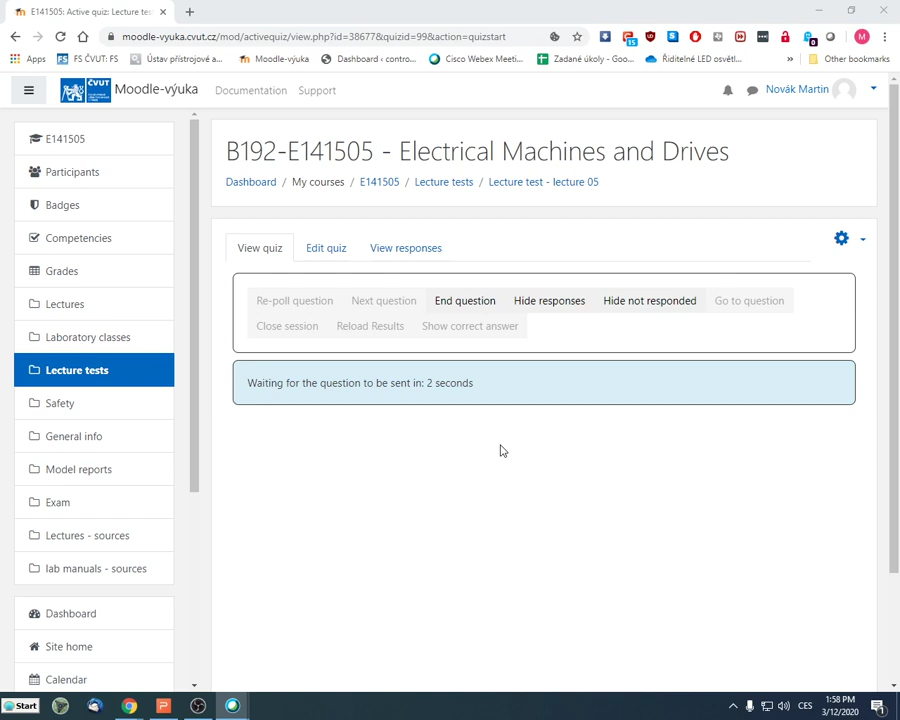 E141505: Active quiz: Lecture tes
moodle-vyuka.cvut.cz/mod/activequiz/view.php?id=38677&quizid=99&action=quizstart
15
0
M
Apps
FS ČVUT: FS
Ústav přístrojové a...
Moodle-výuka
Dashboard ‹ contro...
Cisco Webex Meeti...
Zadané úkoly - Goo...
Řiditelné LED osvětl...
»
Other bookmarks
ČVUT
Moodle-výuka
Documentation
Support
Novák Martin
E141505
Participants
Badges
Competencies
Grades
Lectures
Laboratory classes
Lecture tests
Safety
General info
Model reports
Exam
Lectures - sources
lab manuals - sources
Dashboard
Site home
Calendar
B192-E141505 - Electrical Machines and Drives
Dashboard / My courses / E141505 / Lecture tests / Lecture test - lecture 05
View quiz
Edit quiz
View responses
Re-poll question Next question End question Hide responses Hide not responded Go to question
Close session Reload Results Show correct answer
Waiting for the question to be sent in: 2 seconds
Start
CES
1:58 PM
3/12/2020
1